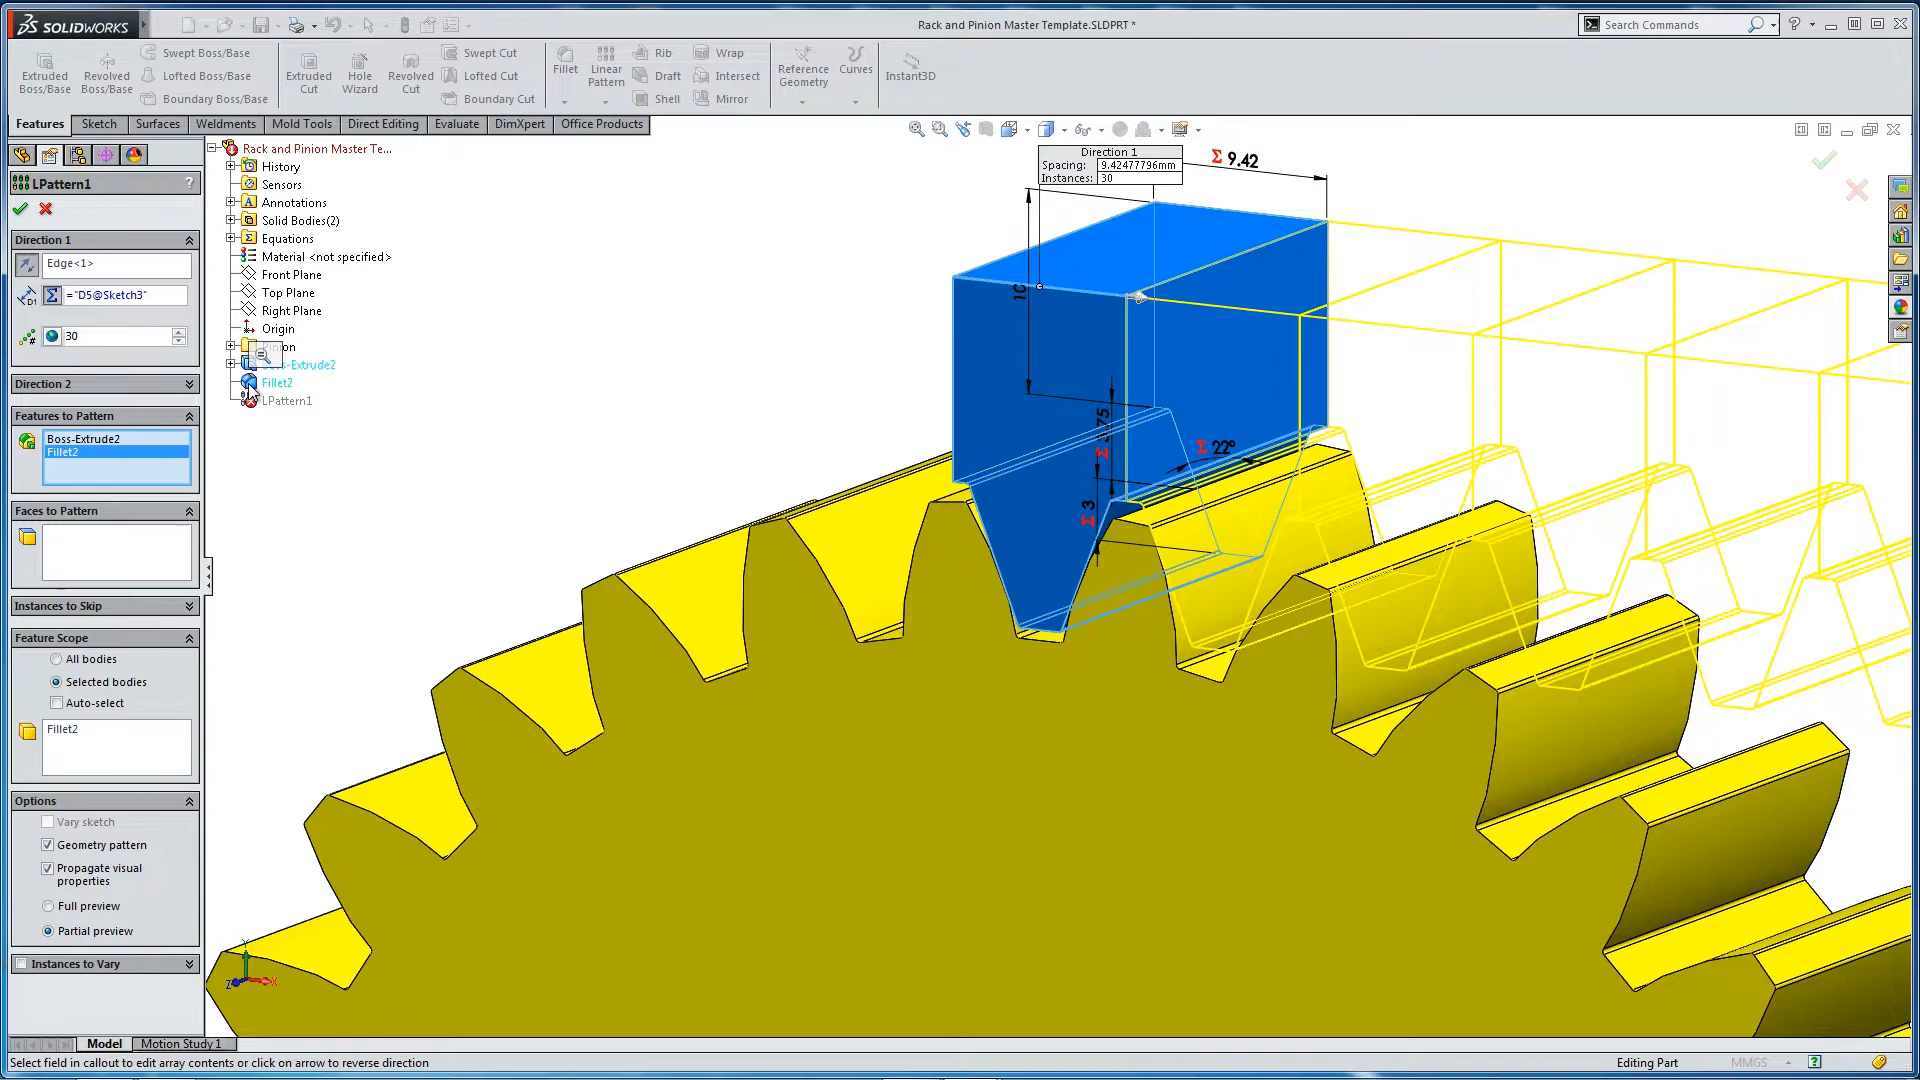 SOLIDWORKS
Rack and Pinion Master Template.SLDPRT *
Search Commands
Extruded Boss/Base
Revolved Boss/Base
Swept Boss/Base
Lofted Boss/Base
Boundary Boss/Base
Extruded Cut
Hole Wizard
Revolved Cut
Swept Cut
Lofted Cut
Boundary Cut
Fillet
Linear Pattern
Rib
Draft
Shell
Wrap
Intersect
Mirror
Reference Geometry
Curves
Instant3D
Features
Sketch
Surfaces
Weldments
Mold Tools
Direct Editing
Evaluate
DimXpert
Office Products
LPattern1
?
Direction 1
Edge<1>
D1
Σ
="D5@Sketch3"
30
Direction 2
Features to Pattern
Boss-Extrude2
Fillet2
Faces to Pattern
Instances to Skip
Feature Scope
All bodies
Selected bodies
Auto-select
Fillet2
Options
Vary sketch
Geometry pattern
Propagate visual
properties
Full preview
Partial preview
Instances to Vary
Rack and Pinion Master Te...
History
Sensors
Annotations
Solid Bodies(2)
Equations
Material <not specified>
Front Plane
Top Plane
Right Plane
Origin
Fillet2
LPattern1
Direction 1
Spacing: 9.42477796mm
Instances: 30
Σ 9.42
10
Σ 22°
Σ 3
Y
Z
X
Model
Motion Study 1
Select field in callout to edit array contents or click on arrow to reverse direction
Editing Part
MMGS